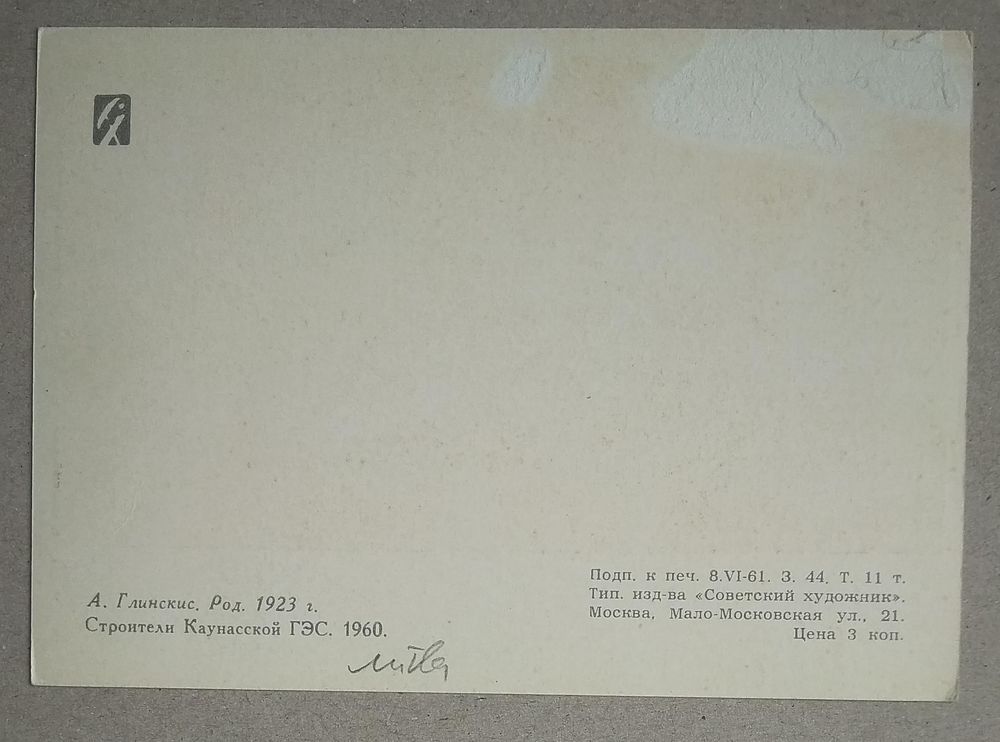 А. Глинскис. Род. 1923 г.
Строители Каунасской ГЭС. 1960.
Подп. к печ. 8.VI-61. З. 44. Т. 11 т.
Тип. изд-ва «Советский художник».
Москва, Мало-Московская ул., 21.
Цена 3 коп.